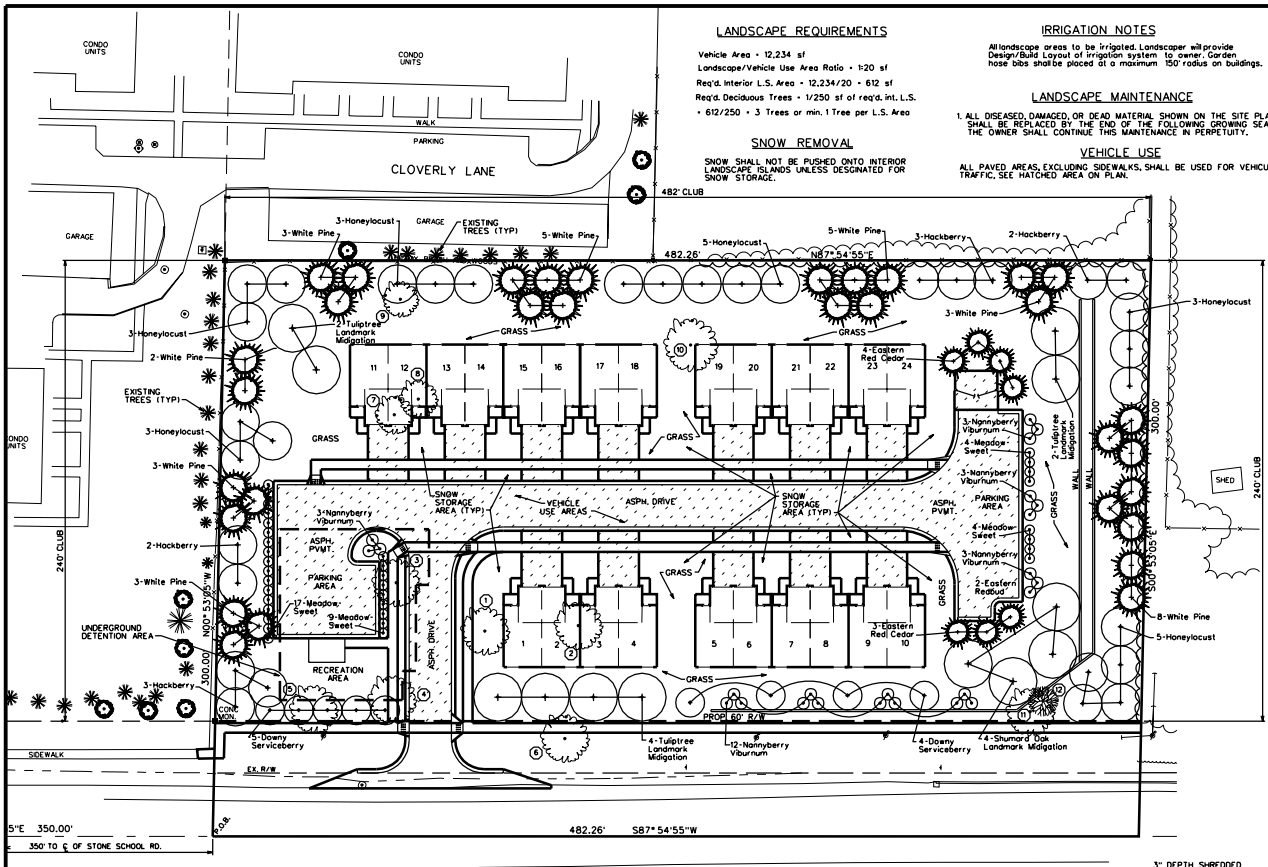 LANDSCAPE REQUIREMENTS
Vehicle Area = 12,234 sf
Landscape/Vehicle Use Area Ratio = 1:20 sf
Req'd. Interior L.S. Area = 12,234/20 = 612 sf
Req'd. Deciduous Trees = 1/250 sf of req'd. int. L.S.
= 612/250 = 3 Trees or min. 1 Tree per L.S. Area
SNOW REMOVAL
SNOW SHALL NOT BE PUSHED ONTO INTERIOR
LANDSCAPE ISLANDS UNLESS DESGINATED FOR
SNOW STORAGE.
IRRIGATION NOTES
All landscape areas to be irrigated. Landscaper will provide
Design/Build Layout of irrigation system to owner. Garden
hose bibs shall be placed at a maximum 150' radius on buildings.
LANDSCAPE MAINTENANCE
1. ALL DISEASED, DAMAGED, OR DEAD MATERIAL SHOWN ON THE SITE PLA
SHALL BE REPLACED BY THE END OF THE FOLLOWING GROWING SEA
THE OWNER SHALL CONTINUE THIS MAINTENANCE IN PERPETUITY.
VEHICLE USE
ALL PAVED AREAS, EXCLUDING SIDEWALKS, SHALL BE USED FOR VEHICU
TRAFFIC, SEE HATCHED AREA ON PLAN.
CONDO
UNITS
CONDO
UNITS
WALK
PARKING
CLOVERLY LANE
482' CLUB
GARAGE
GARAGE
3-Honeylocust
EXISTING
TREES (TYP)
3-White Pine
5-White Pine
5-Honeylocust
5-White Pine
3-Hackberry
2-Hackberry
482.26'
N87°54'55"E
3-Honeylocust
9
3-Honeylocust
2-Tuliptree
Landmark
Midigation
GRASS
GRASS
3-White Pine
2-White Pine
10
4-Eastern
Red Cedar
EXISTING
TREES (TYP)
11
12
13
14
15
16
17
18
19
20
21
22
23
24
8
7
CONDO
UNITS
3-Honeylocust
GRASS
GRASS
3-Nannyberry
Viburnum
4-Meadow-
Sweet
2-Tuliptree
Landmark
Midigation
WALL
WALL
300.00'
240' CLUB
SHED
3-White Pine
SNOW
STORAGE
AREA (TYP)
VEHICLE
USE AREAS
ASPH. DRIVE
SNOW
STORAGE
AREA (TYP)
ASPH.
PVMT.
3-Nannyberry
Viburnum
PARKING
AREA
GRASS
3-Nannyberry
Viburnum
2-Hackberry
ASPH.
PVMT.
4-Meadow-
Sweet
240' CLUB
PARKING
AREA
3
GRASS
GRASS
3-Nannyberry
Viburnum
S00°53'05"E
3-White Pine
N00°53'05"W
17-Meadow-
Sweet
9-Meadow-
Sweet
1
2-Eastern
Redbud
8-White Pine
UNDERGROUND
DETENTION AREA
ASPH. DRIVE
1
2
3
4
5
6
7
8
9
10
2
3-Eastern
Red Cedar
5-Honeylocust
300.00'
RECREATION
AREA
GRASS
3-Hackberry
5
4
12
11
CONC
MON.
PROP 60' R/W
5-Downy
Serviceberry
6
4-Tuliptree
Landmark
Midigation
12-Nannyberry
Viburnum
4-Downy
Serviceberry
4-Shumard Oak
Landmark Midigation
SIDEWALK
EX. R/W
5"E 350.00'
P.O.B.
482.26' S87°54'55"W
350' TO ℄ OF STONE SCHOOL RD.
3" DEPTH SHREDDED